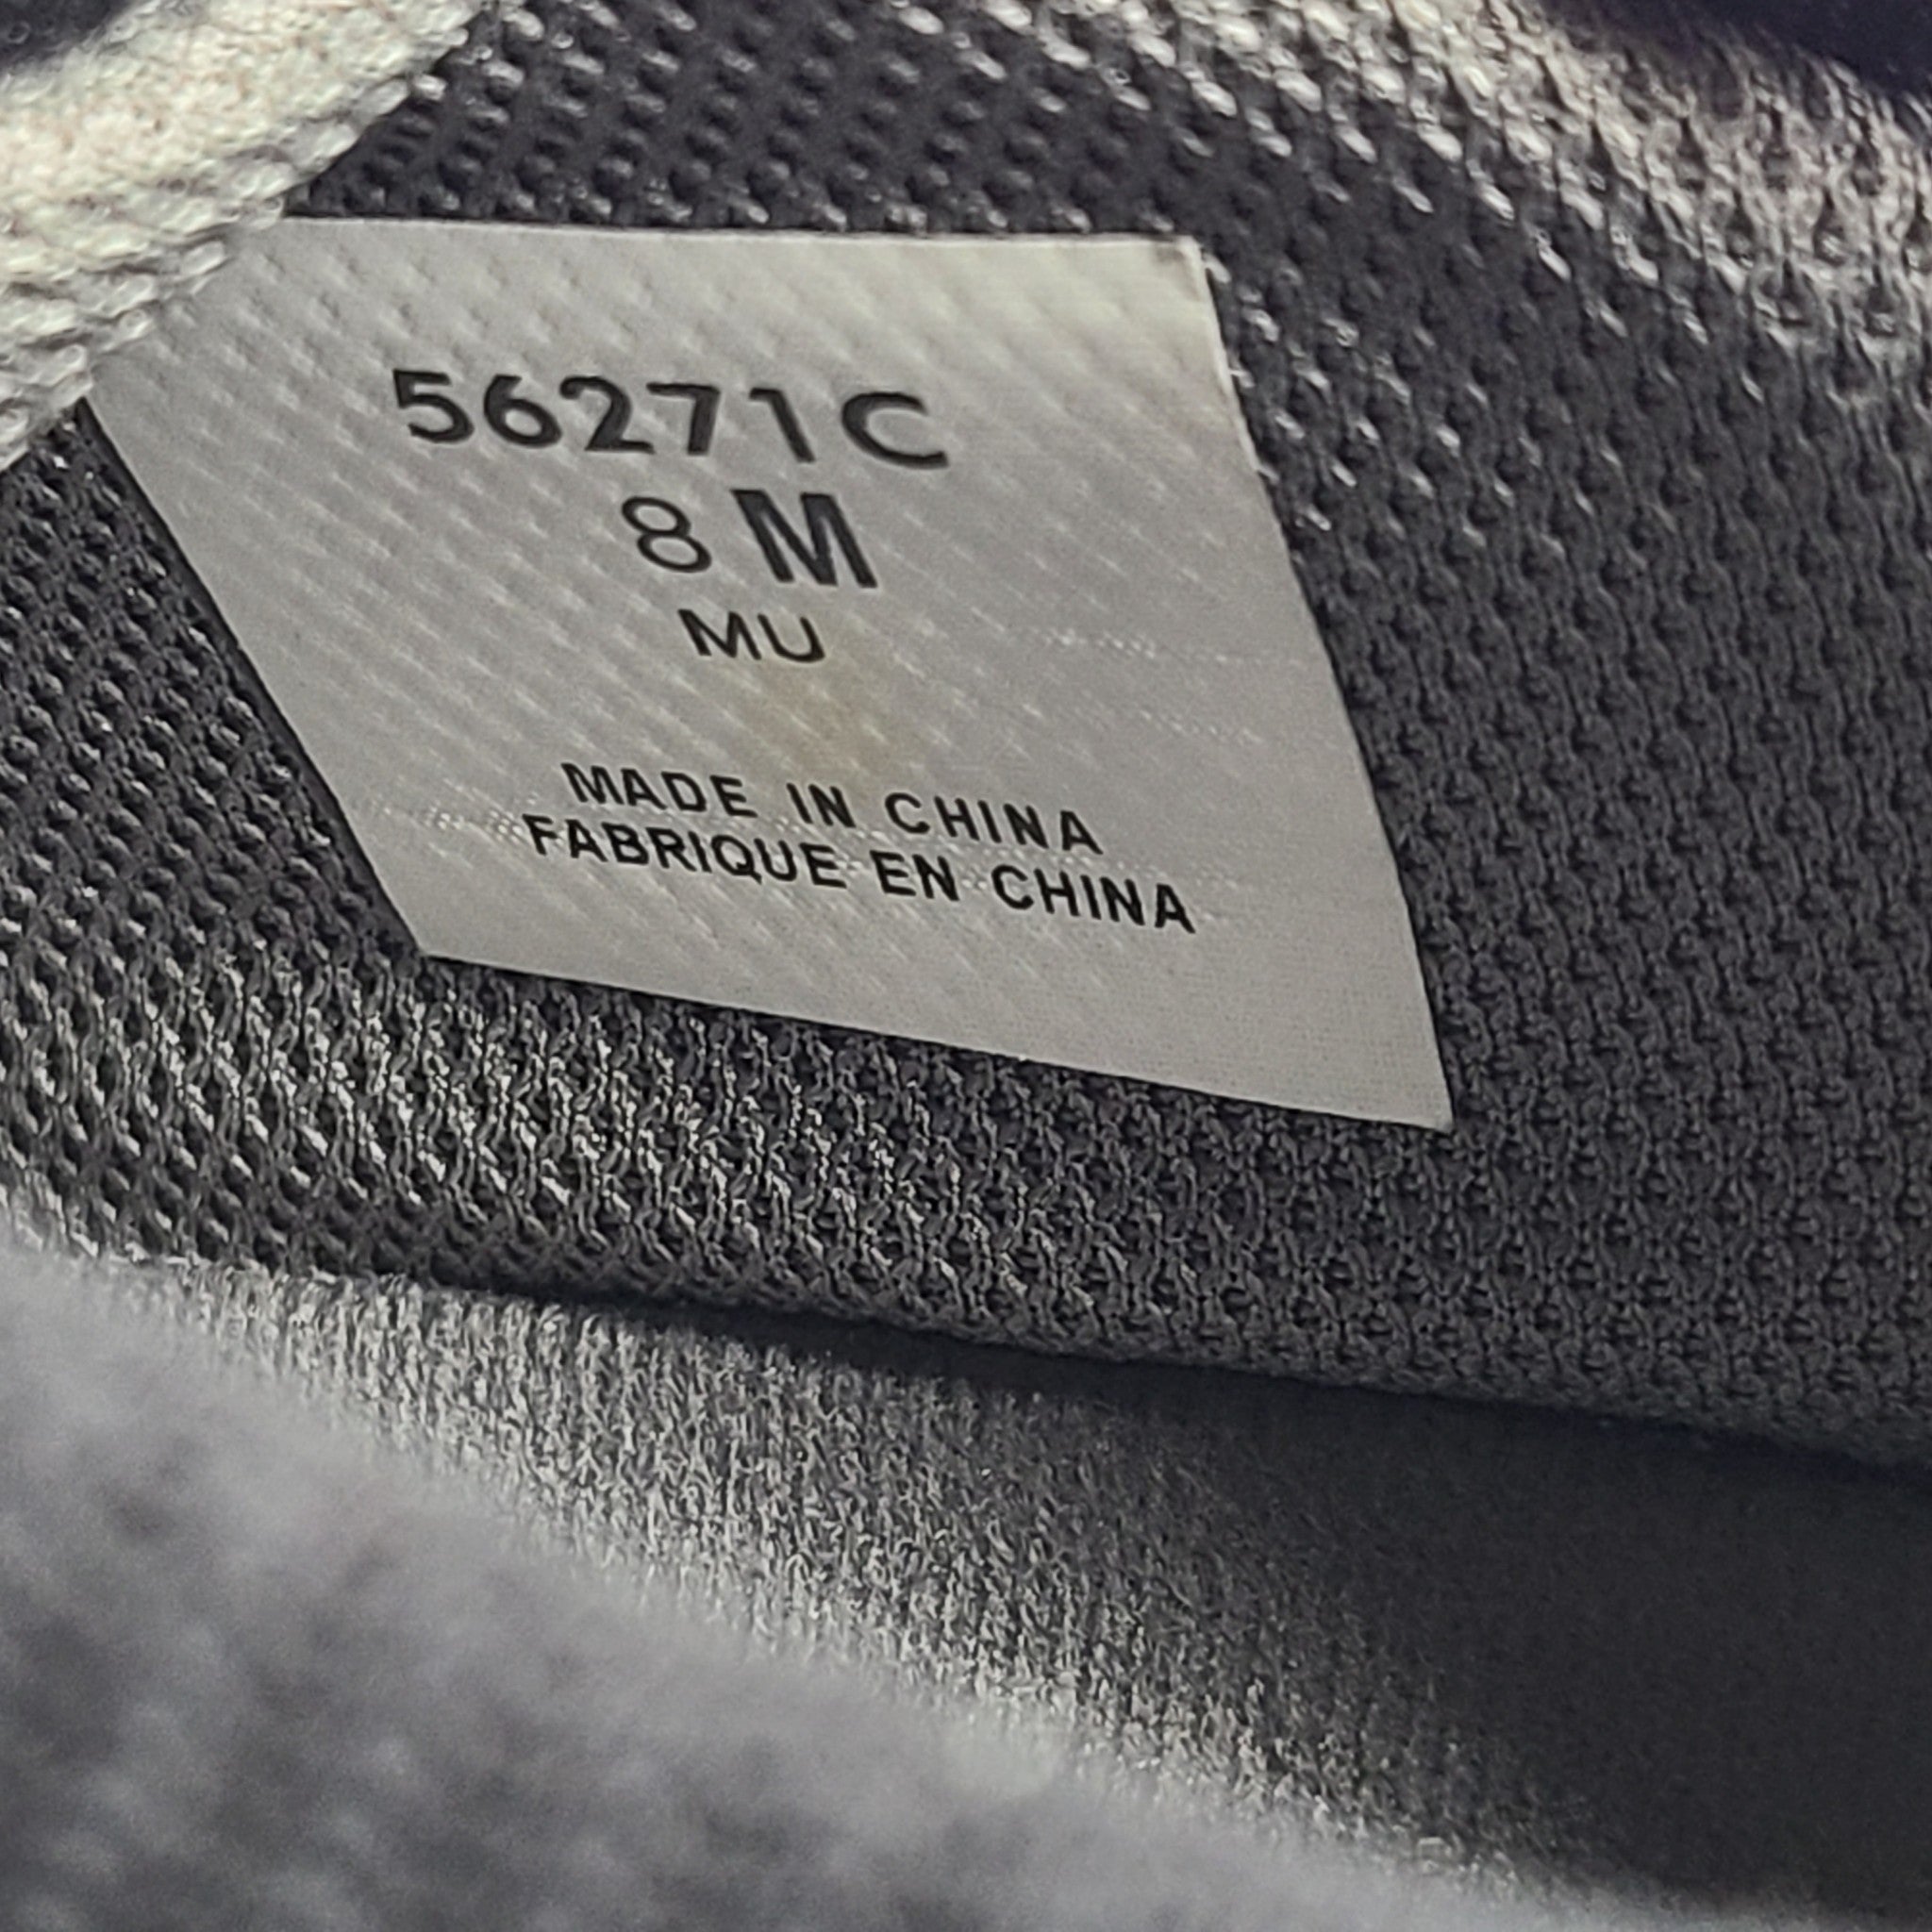 56271C
8 M
MU
MADE IN CHINA
FABRIQUE EN CHINA